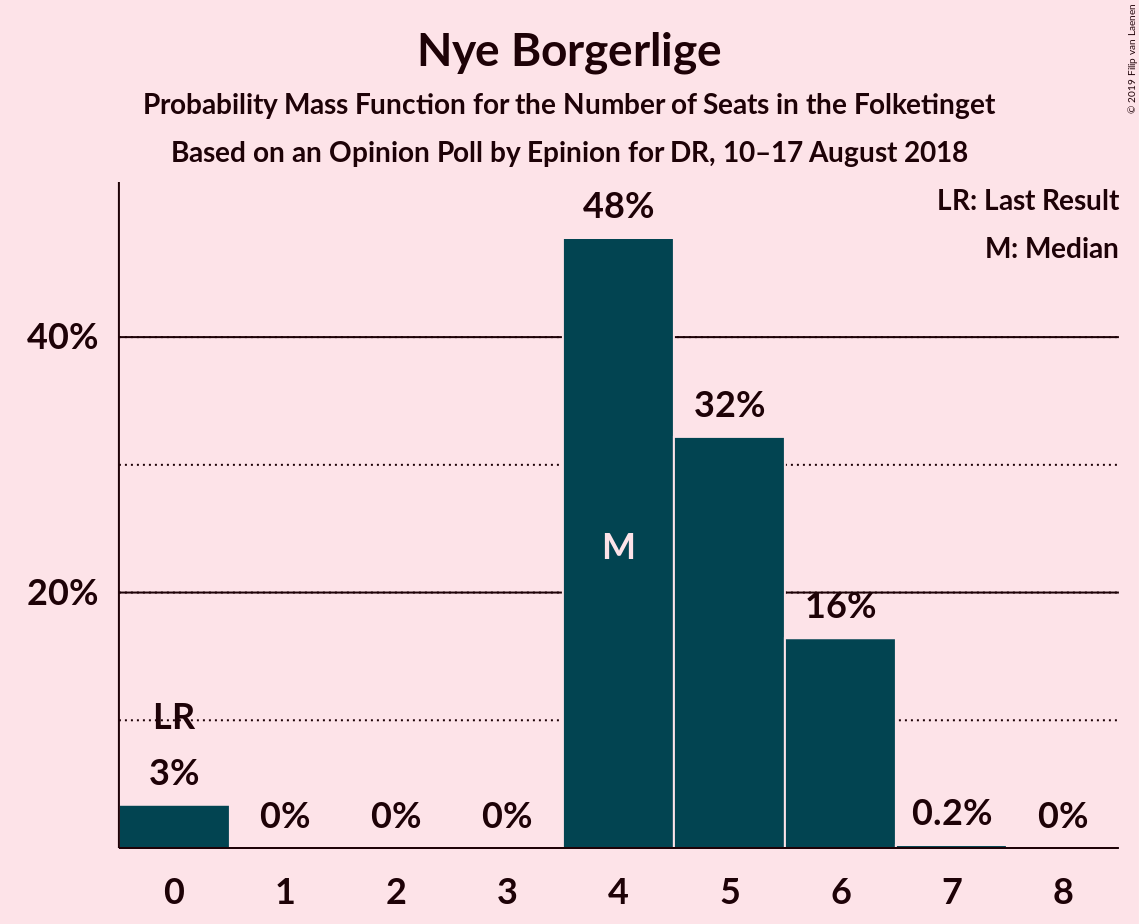 Nye Borgerlige
Probability Mass Function for the Number of Seats in the Folketinget
Based on an Opinion Poll by Epinion for DR, 10–17 August 2018
© 2019 Filip van Laenen
LR: Last Result
M: Median
48%
40%
32%
M
20%
16%
LR
3%
0%
0%
0%
0.2%
0%
0 1 2 3 4 5 6 7 8